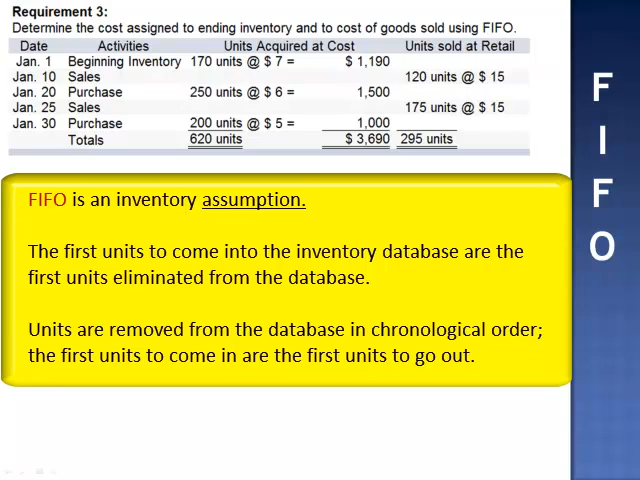 Requirement 3:
Determine the cost assigned to ending inventory and to cost of goods sold using FIFO.
Date Activities Units Acquired at Cost Units sold at Retail
Jan. 1 Beginning Inventory 170 units @ $ 7 = $ 1,190
Jan. 10 Sales 120 units @ $ 15
Jan. 20 Purchase 250 units @ $ 6 = 1,500
Jan. 25 Sales 175 units @ $ 15
Jan. 30 Purchase 200 units @ $ 5 = 1,000
Totals 620 units $ 3,690 295 units
FIFO is an inventory assumption.
The first units to come into the inventory database are the
first units eliminated from the database.
Units are removed from the database in chronological order;
the first units to come in are the first units to go out.
F
I
F
O